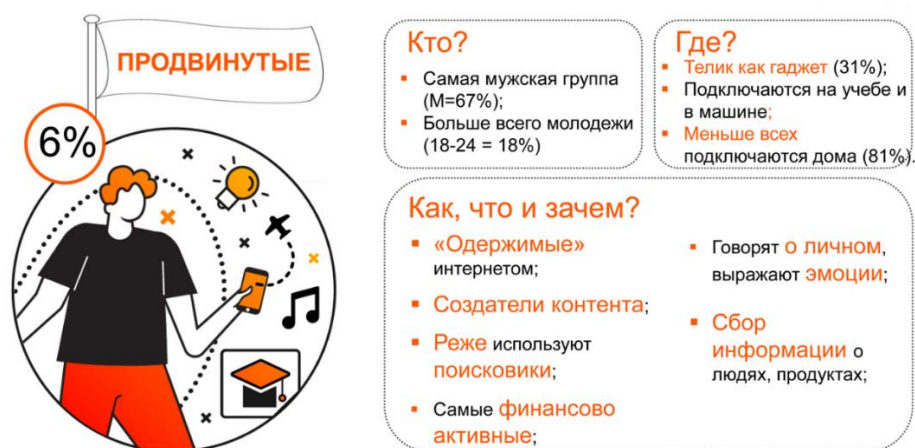 ПРОДВИНУТЫЕ
6%
Кто?
▪ Самая мужская группа
(М=67%);
▪ Больше всего молодежи
(18-24 = 18%)
Где?
▪ Телик как гаджет (31%);
▪ Подключаются на учебе и
в машине;
▪ Меньше всех
подключаются дома (81%).
Как, что и зачем?
▪ «Одержимые»
интернетом;
▪ Создатели контента;
▪ Реже используют
поисковики;
▪ Самые финансово
активные;
▪ Говорят о личном,
выражают эмоции;
▪ Сбор
информации о
людях, продуктах;